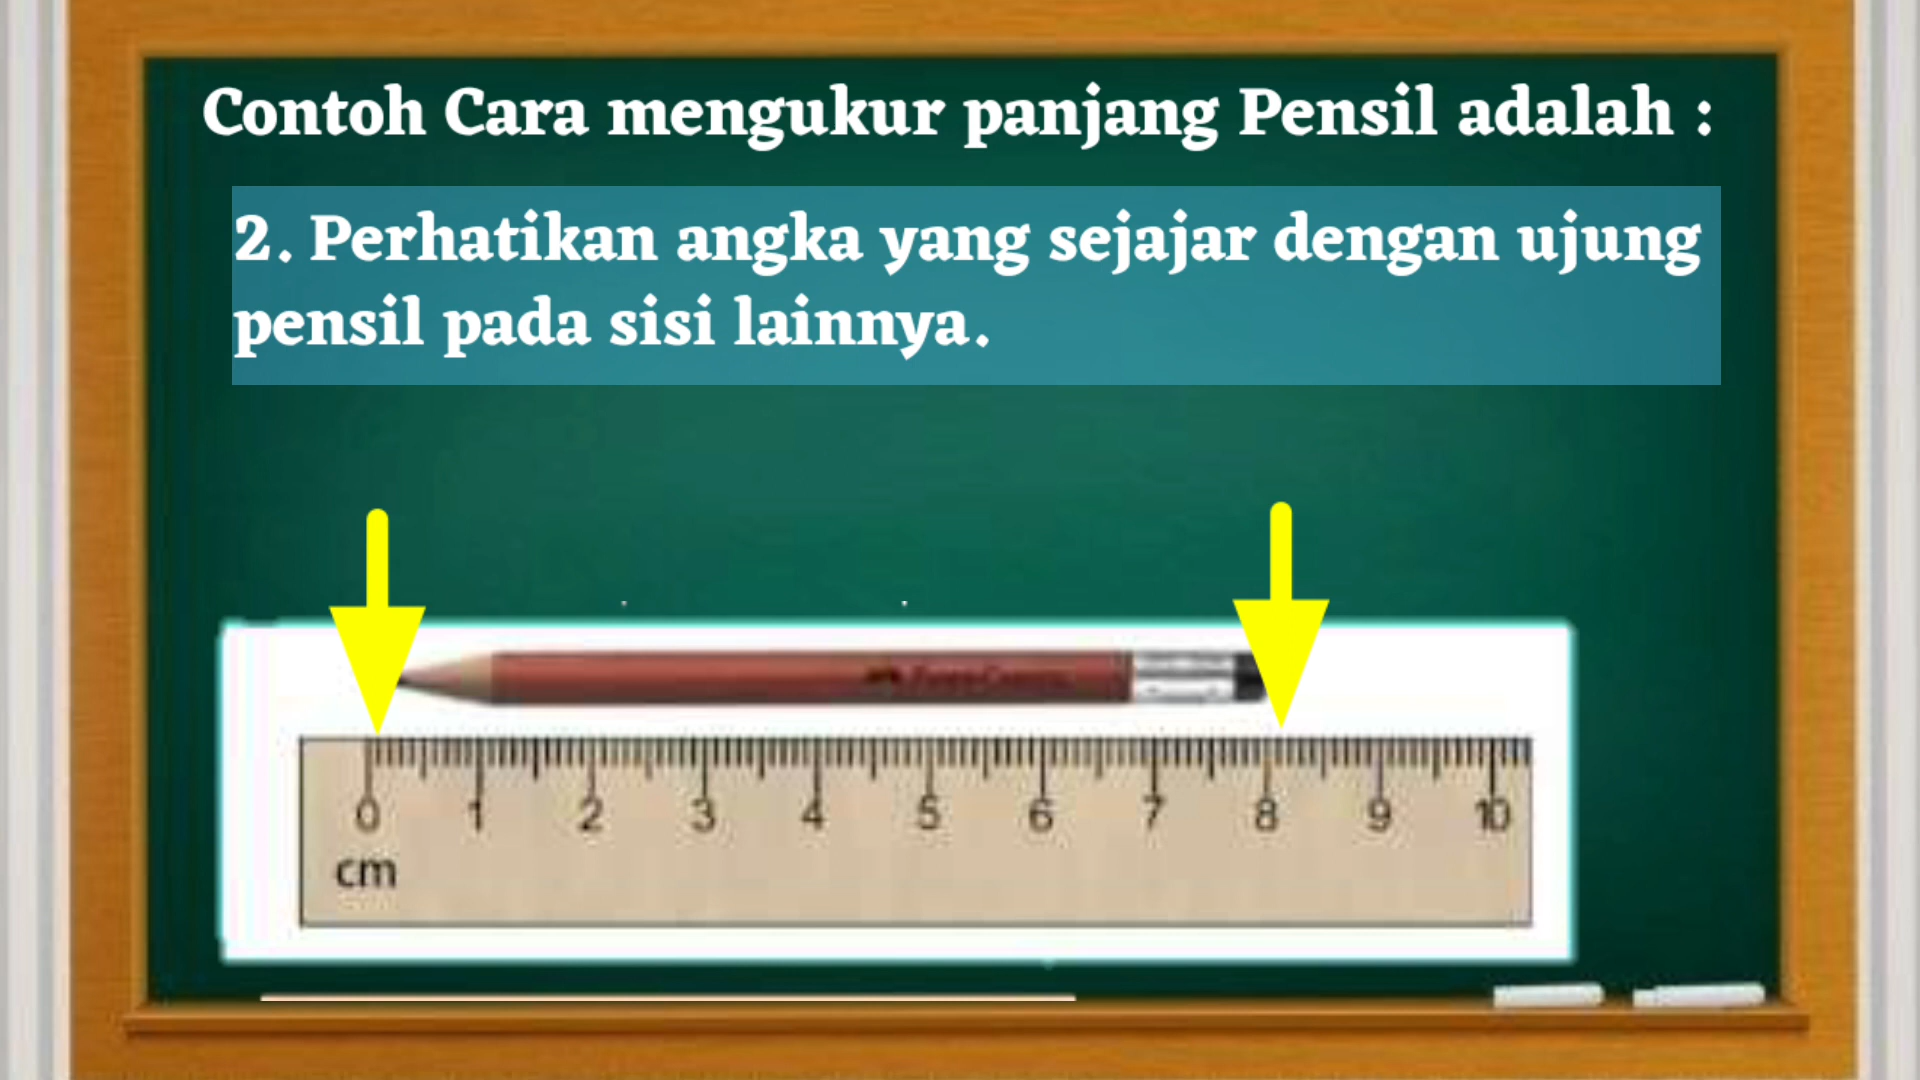 Contoh Cara mengukur panjang Pensil adalah :
2. Perhatikan angka yang sejajar dengan ujung
pensil pada sisi lainnya.
0 1 2 3 4 5 6 7 8 9 10
cm